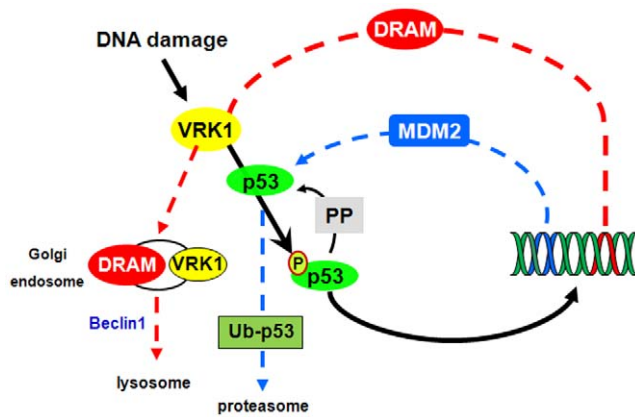 DRAM
DNA damage
VRK1
MDM2
p53
PP
Golgi
endosome
DRAM
VRK1
P
p53
Beclin1
Ub-p53
lysosome
proteasome